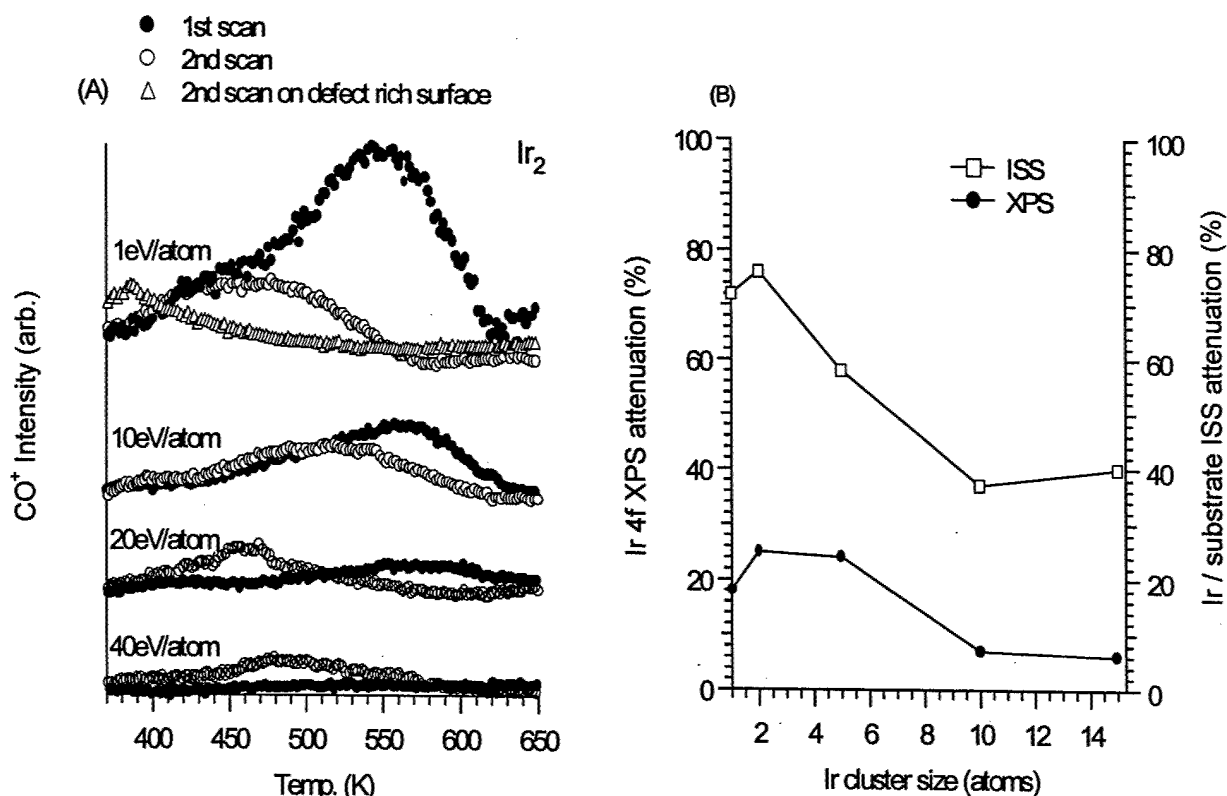 1st scan
2nd scan
(A)
2nd scan on defect rich surface
Ir2
1eV/atom
10eV/atom
20eV/atom
40eV/atom
CO+ Intensity (arb.)
400 450 500 550 600 650
Temp. (K)
(B)
ISS
XPS
100
80
60
40
20
0
Ir 4f XPS attenuation (%)
100
80
60
40
20
0
Ir / substrate ISS attenuation (%)
2 4 6 8 10 12 14
Ir cluster size (atoms)